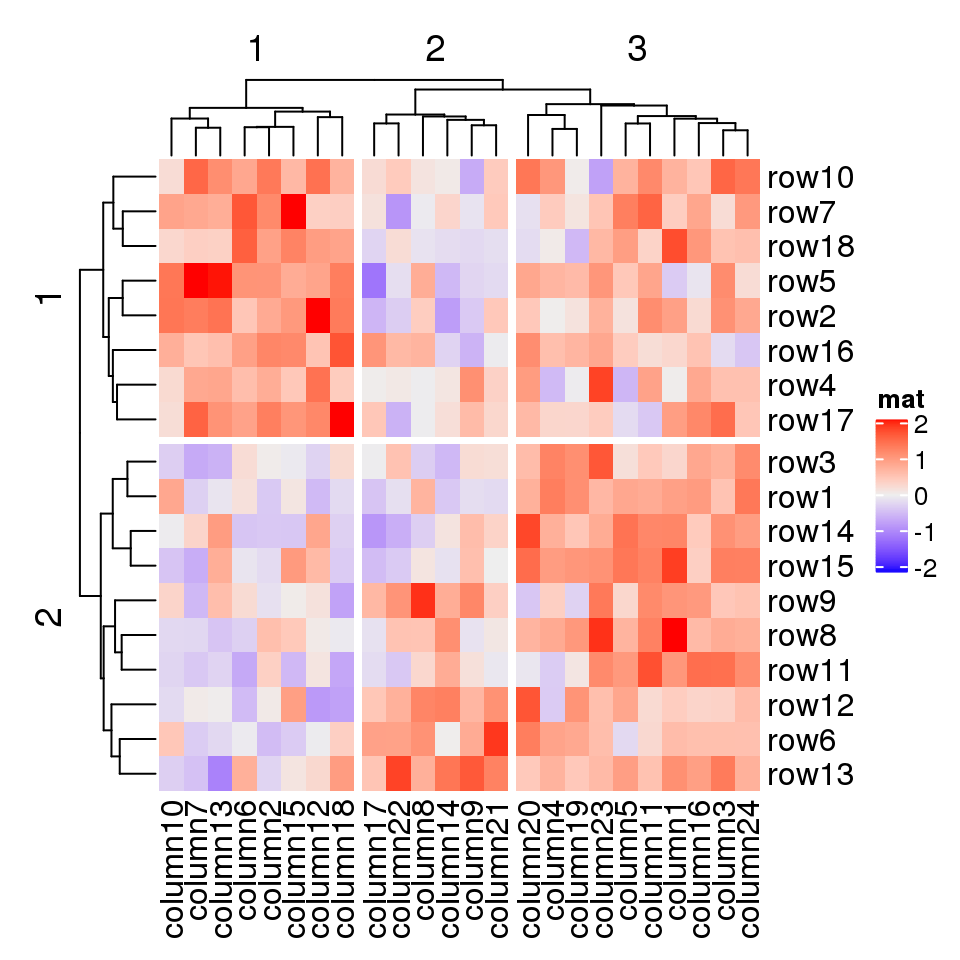 1
2
3
1
2
row10
row7
row18
row5
row2
row16
row4
row17
row3
row1
row14
row15
row9
row8
row11
row12
row6
row13
mat
2
1
0
-1
-2
column10
column7
column13
column6
column2
column15
column12
column18
column17
column22
column8
column14
column9
column21
column20
column4
column19
column23
column5
column11
column1
column16
column3
column24